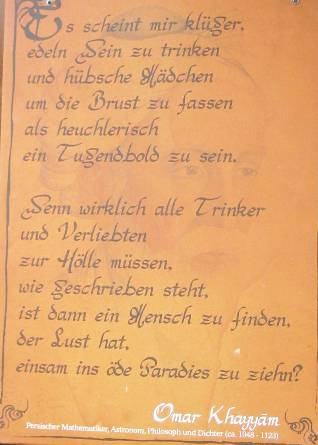 Es scheint mir klüger,
edeln Wein zu trinken
und hübsche Mädchen
um die Brust zu fassen
als heuchlerisch
ein Tugendbold zu sein.
Wenn wirklich alle Trinker
und Verliebten
zur Hölle müssen,
wie geschrieben steht,
ist dann ein Mensch zu finden,
der Lust hat,
einsam ins öde Paradies zu ziehn?
Omar Khayyām
Persischer Mathematiker, Astronom, Philosoph und Dichter (ca. 1048 - 1123)